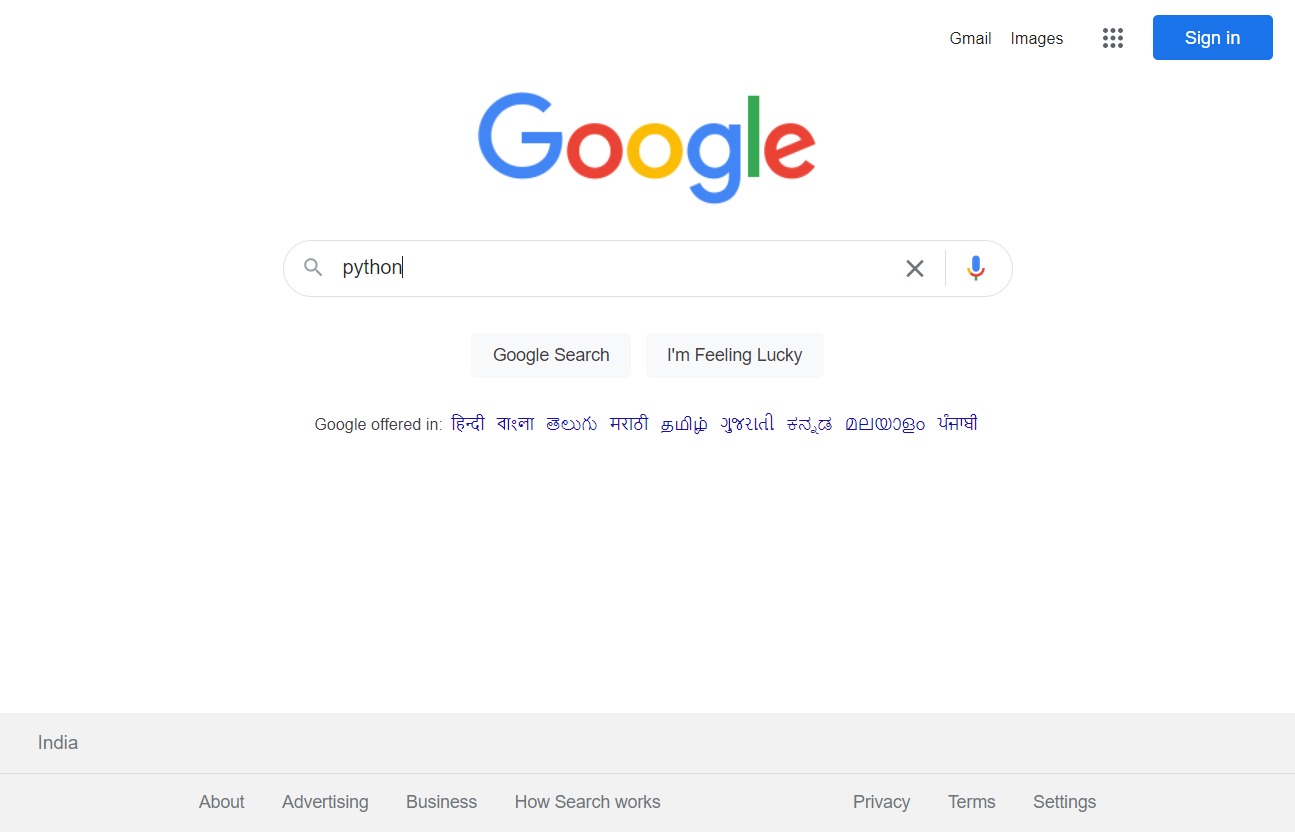 Gmail Images Sign in
Google
python
Google Search I'm Feeling Lucky
Google offered in: हिन्दी বাংলা తెలుగు मराठी தமிழ் ગુજરાતી ಕನ್ನಡ മലയാളം ਪੰਜਾਬੀ
India
About Advertising Business How Search works Privacy Terms Settings